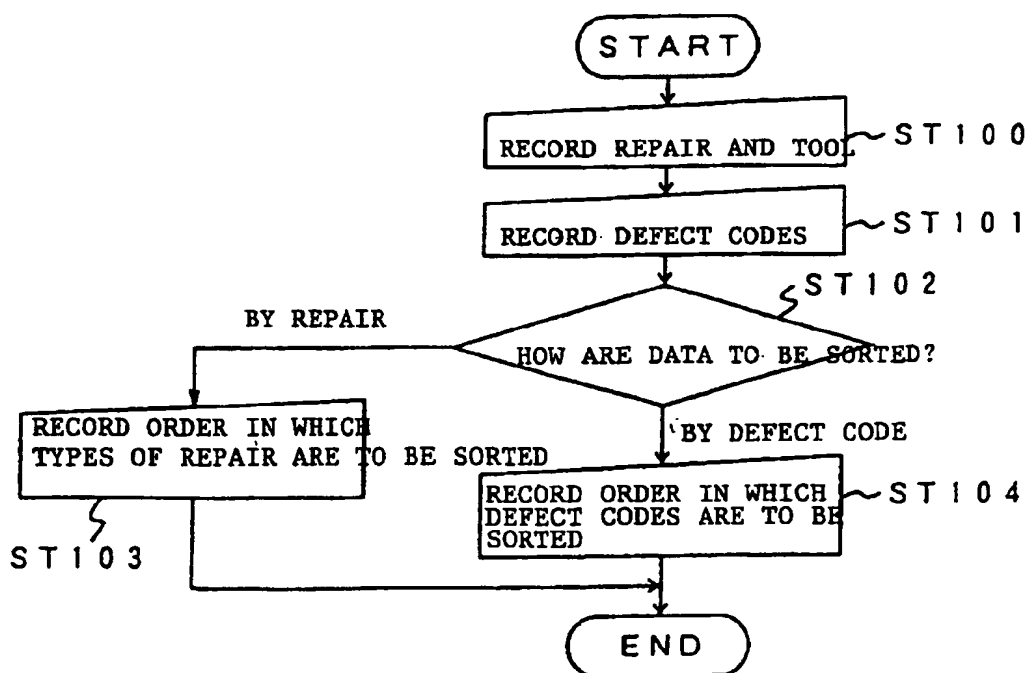 START
RECORD REPAIR AND TOOL
ST100
RECORD DEFECT CODES
ST101
ST102
HOW ARE DATA TO BE SORTED?
BY REPAIR
BY DEFECT CODE
RECORD ORDER IN WHICH
TYPES OF REPAIR ARE TO BE SORTED
ST103
RECORD ORDER IN WHICH
DEFECT CODES ARE TO BE
SORTED
ST104
END